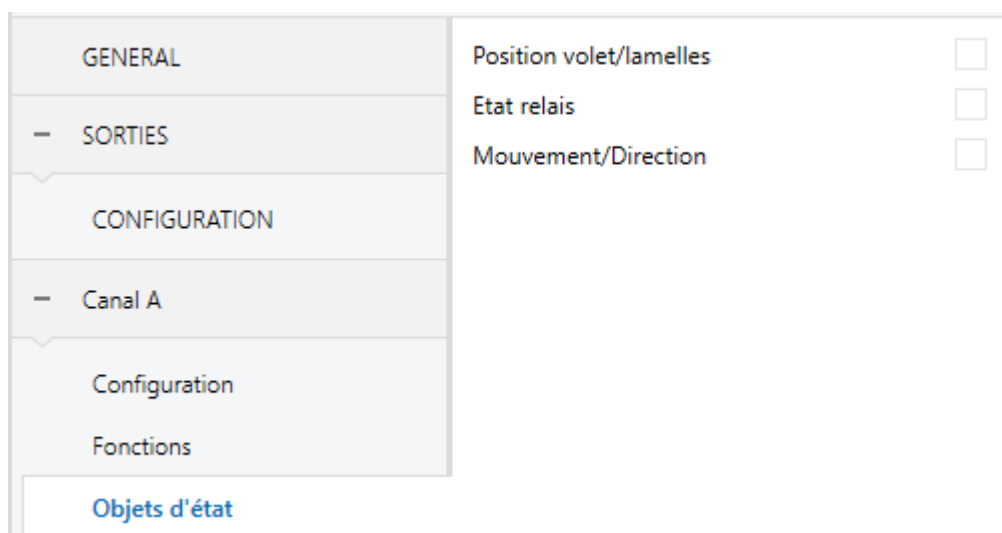 GENERAL
SORTIES
CONFIGURATION
Canal A
Configuration
Fonctions
Objets d'état
Position volet/lamelles
Etat relais
Mouvement/Direction